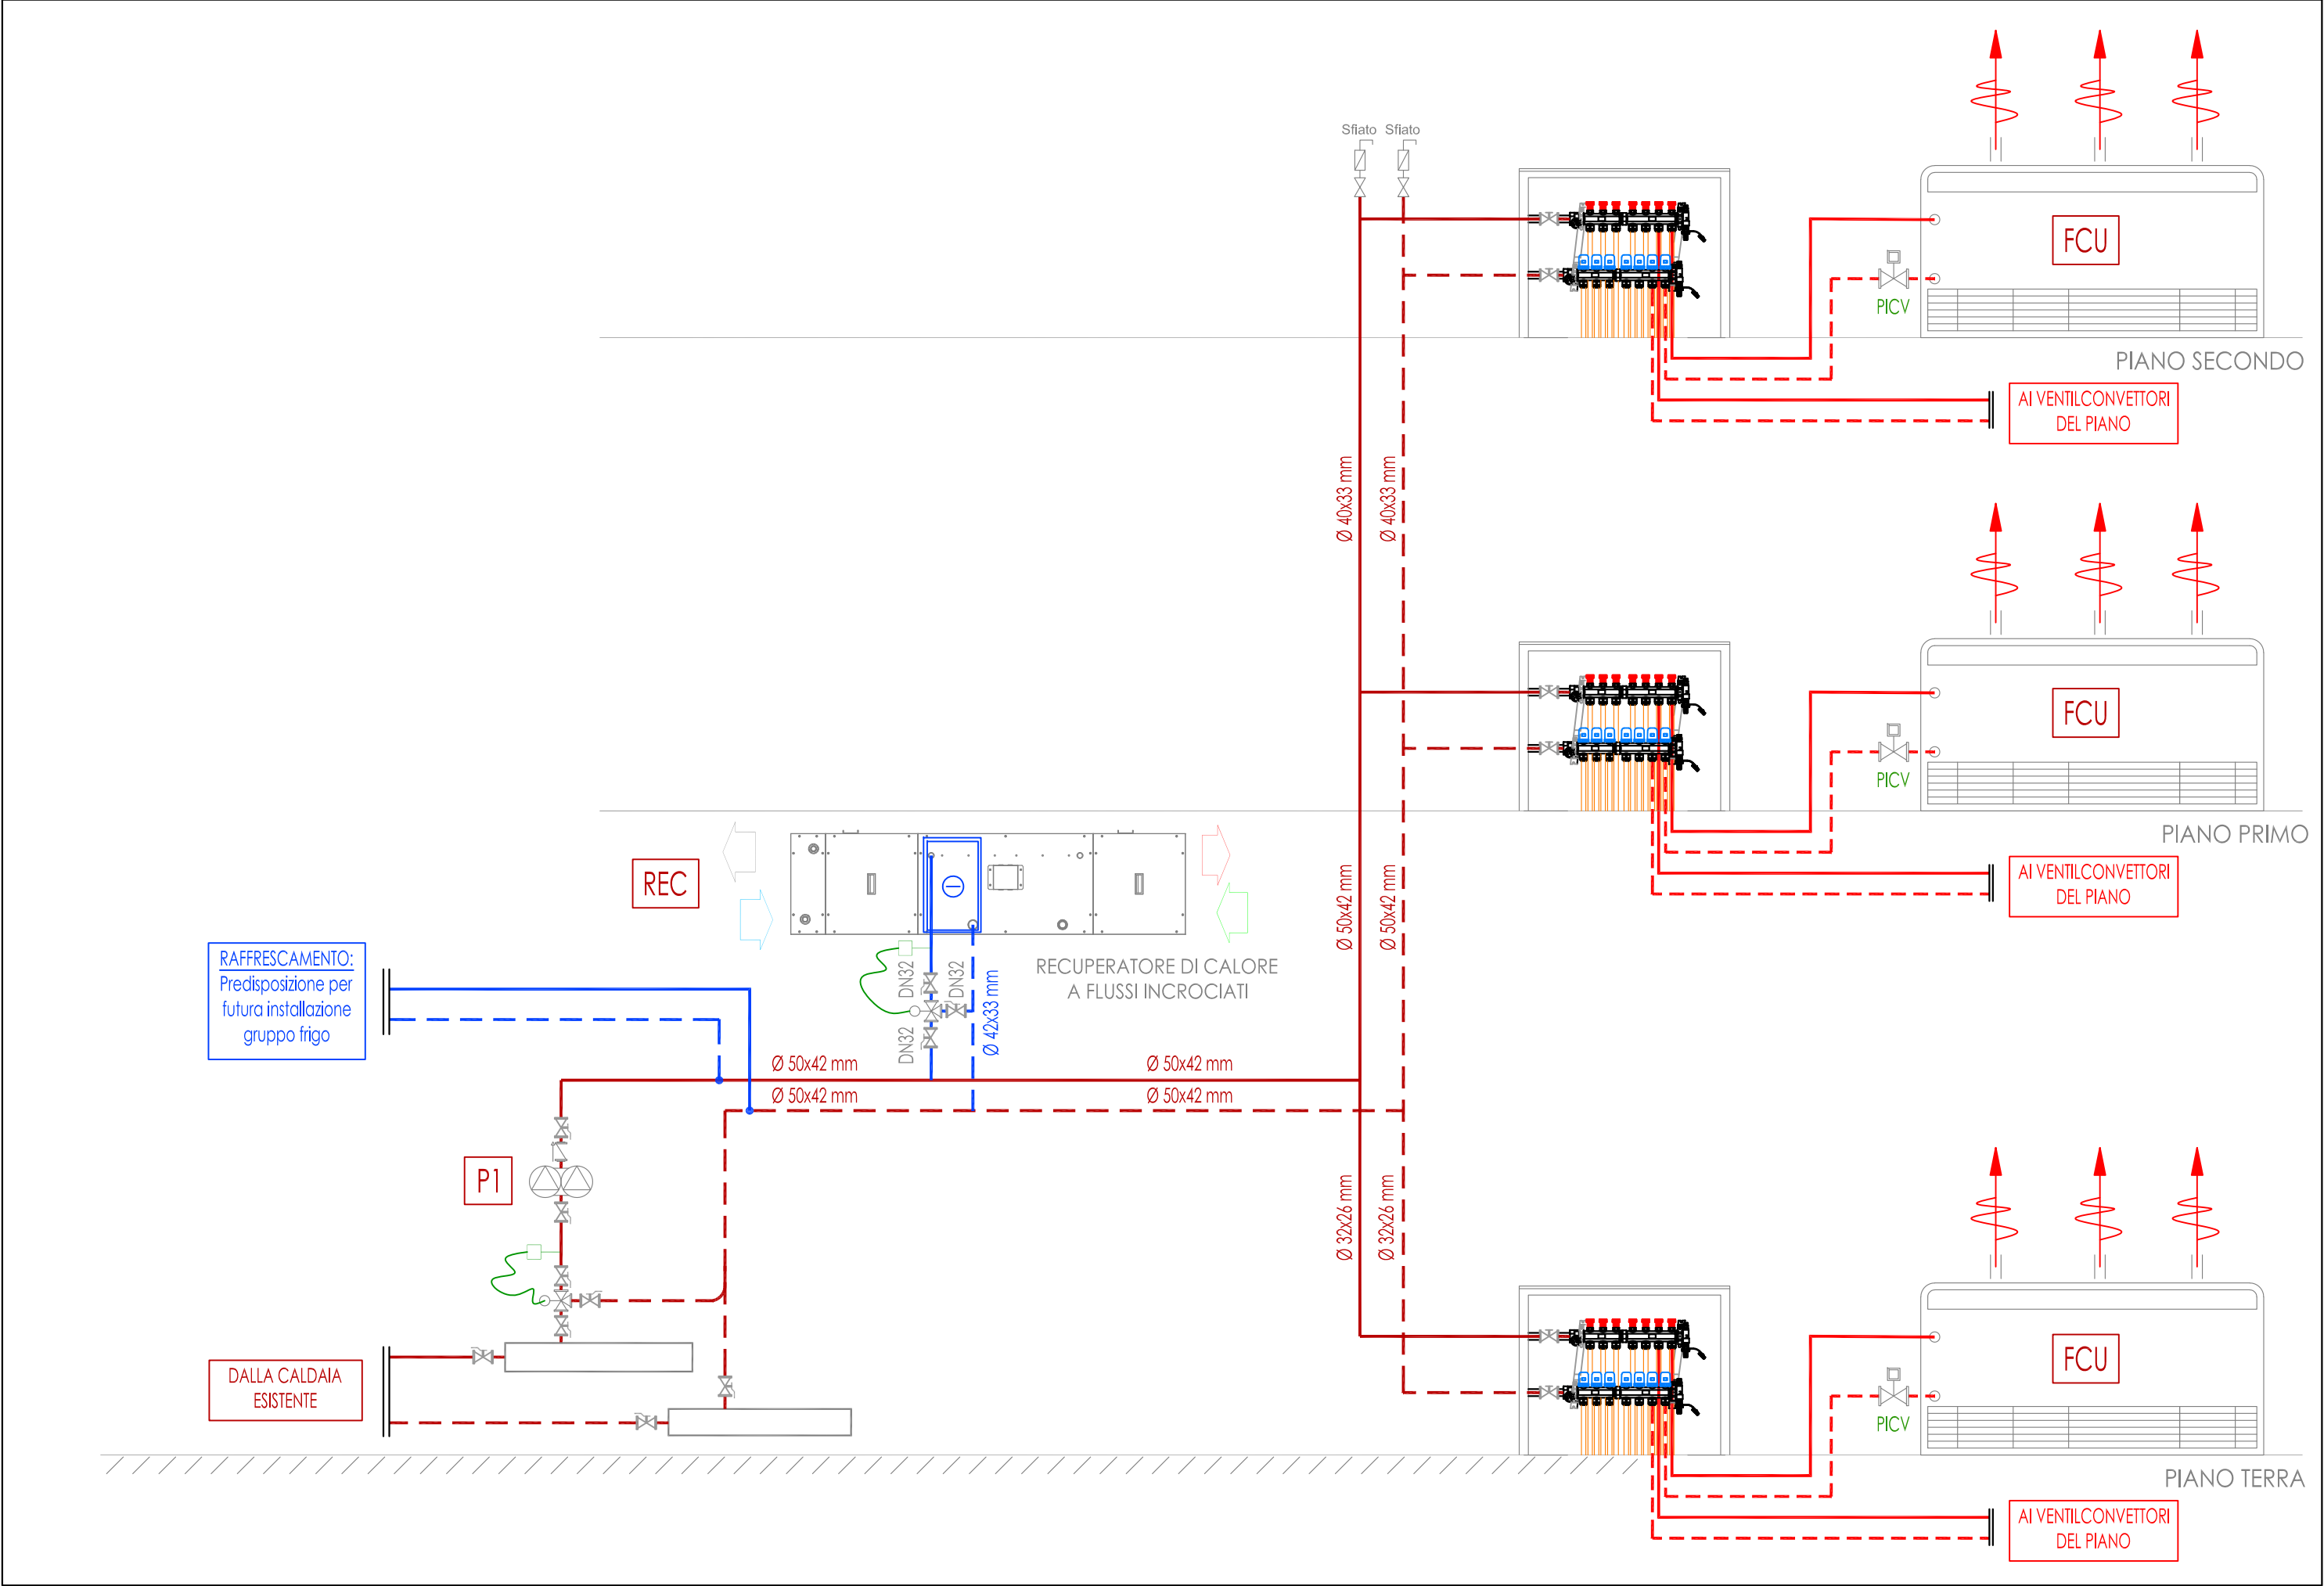 Sfiato Sfiato
FCU
PICV
PIANO SECONDO
AI VENTILCONVETTORI
DEL PIANO
Ø 40x33 mm
Ø 40x33 mm
FCU
PICV
PIANO PRIMO
AI VENTILCONVETTORI
DEL PIANO
REC
RECUPERATORE DI CALORE
A FLUSSI INCROCIATI
Ø 50x42 mm
Ø 50x42 mm
RAFFRESCAMENTO:
Predisposizione per
futura installazione
gruppo frigo
DN32
DN32
DN32
Ø 42x33 mm
Ø 50x42 mm
Ø 50x42 mm
Ø 50x42 mm
Ø 50x42 mm
P1
Ø 32x26 mm
Ø 32x26 mm
DALLA CALDAIA
ESISTENTE
FCU
PICV
PIANO TERRA
AI VENTILCONVETTORI
DEL PIANO